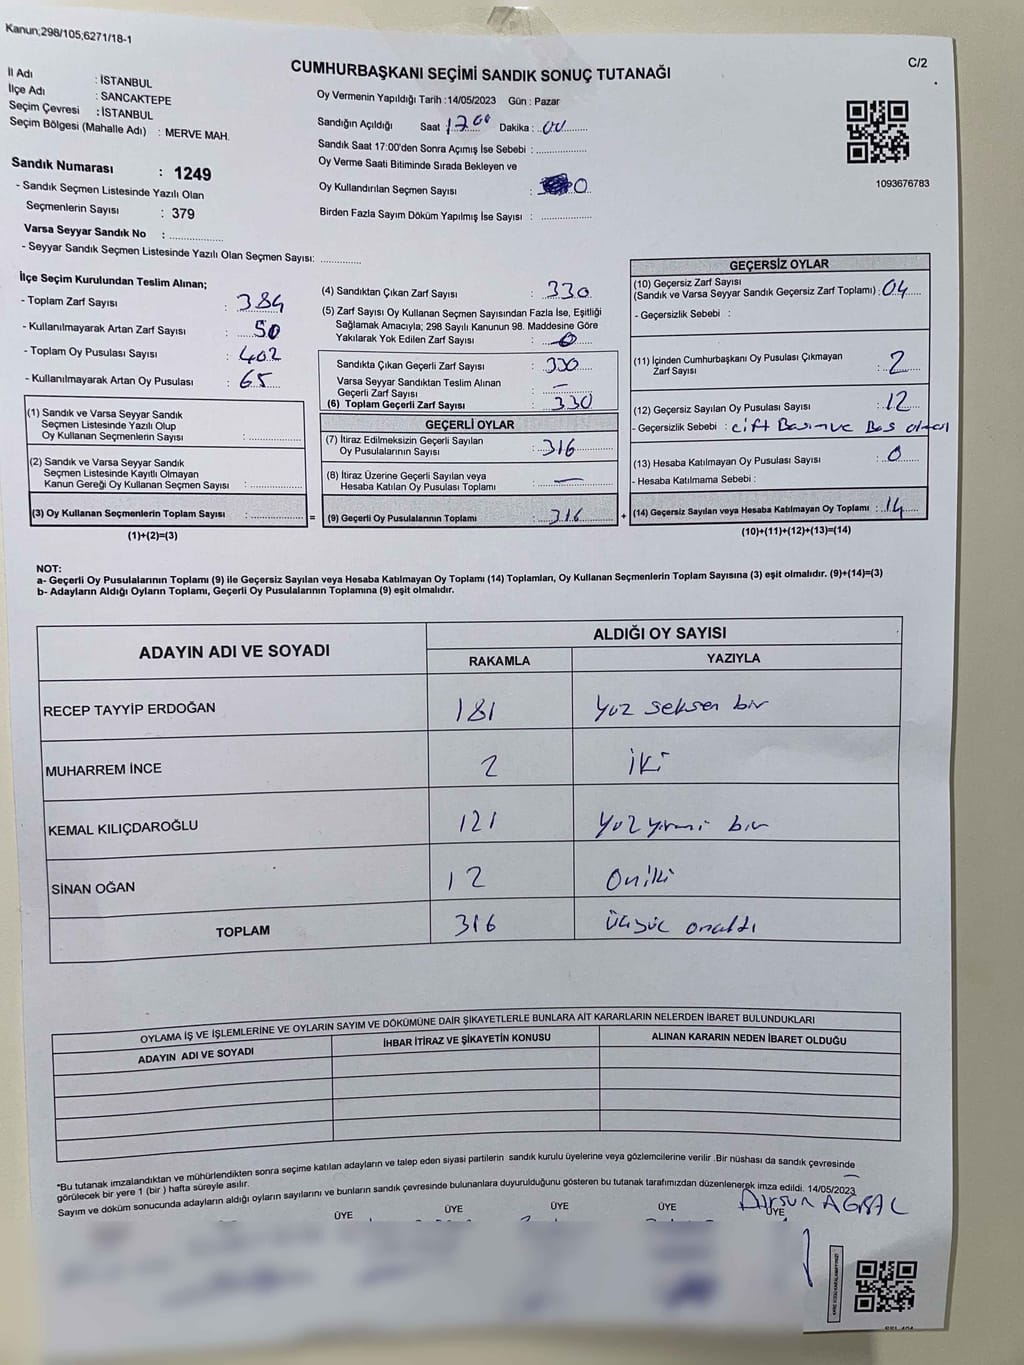 Kanun;298/105,6271/18-1
C/2
CUMHURBAŞKANI SEÇİMİ SANDIK SONUÇ TUTANAĞI
İl Adı : İSTANBUL
İlçe Adı : SANCAKTEPE
Seçim Çevresi : İSTANBUL
Seçim Bölgesi (Mahalle Adı) : MERVE MAH.
Sandık Numarası : 1249
- Sandık Seçmen Listesinde Yazılı Olan
Seçmenlerin Sayısı : 379
Varsa Seyyar Sandık No : ..................
- Seyyar Sandık Seçmen Listesinde Yazılı Olan Seçmen Sayısı: ............
Oy Vermenin Yapıldığı Tarih :14/05/2023 Gün : Pazar
Sandığın Açıldığı Saat 17 00 Dakika : 00
Sandık Saat 17:00'den Sonra Açımış İse Sebebi : ..................
Oy Verme Saati Bitiminde Sırada Bekleyen ve
Oy Kullandırılan Seçmen Sayısı : 0
Birden Fazla Sayım Döküm Yapılmış İse Sayısı : ..................
1093676783
İlçe Seçim Kurulundan Teslim Alınan;
- Toplam Zarf Sayısı : 384
- Kullanılmayarak Artan Zarf Sayısı : 50
- Toplam Oy Pusulası Sayısı : 402
- Kullanılmayarak Artan Oy Pusulası : 65
(1) Sandık ve Varsa Seyyar Sandık
Seçmen Listesinde Yazılı Olup
Oy Kullanan Seçmenlerin Sayısı : ..................
(2) Sandık ve Varsa Seyyar Sandık
Seçmen Listesinde Kayıtlı Olmayan
Kanun Gereği Oy Kullanan Seçmen Sayısı : ..................
(3) Oy Kullanan Seçmenlerin Toplam Sayısı : ..................
(1)+(2)=(3)
(4) Sandıktan Çıkan Zarf Sayısı : 330
(5) Zarf Sayısı Oy Kullanan Seçmen Sayısından Fazla İse, Eşitliği
Sağlamak Amacıyla; 298 Sayılı Kanunun 98. Maddesine Göre
Yakılarak Yok Edilen Zarf Sayısı : 0
Sandıkta Çıkan Geçerli Zarf Sayısı : 330
Varsa Seyyar Sandıktan Teslim Alınan
Geçerli Zarf Sayısı : –
(6) Toplam Geçerli Zarf Sayısı : 330
GEÇERLİ OYLAR
(7) İtiraz Edilmeksizin Geçerli Sayılan
Oy Pusulalarının Sayısı : 316
(8) İtiraz Üzerine Geçerli Sayılan veya
Hesaba Katılan Oy Pusulası Toplamı : —
= (9) Geçerli Oy Pusulalarının Toplamı : 316 +
GEÇERSİZ OYLAR
(10) Geçersiz Zarf Sayısı
(Sandık ve Varsa Seyyar Sandık Geçersiz Zarf Toplamı) : 04
- Geçersizlik Sebebi :
(11) İçinden Cumhurbaşkanı Oy Pusulası Çıkmayan
Zarf Sayısı : 2
(12) Geçersiz Sayılan Oy Pusulası Sayısı : 12
- Geçersizlik Sebebi : çift Basım ve Boş olması
(13) Hesaba Katılmayan Oy Pusulası Sayısı : 0
- Hesaba Katılmama Sebebi :
(14) Geçersiz Sayılan veya Hesaba Katılmayan Oy Toplamı : 14
(10)+(11)+(12)+(13)=(14)
NOT:
a- Geçerli Oy Pusulalarının Toplamı (9) ile Geçersiz Sayılan veya Hesaba Katılmayan Oy Toplamı (14) Toplamları, Oy Kullanan Seçmenlerin Toplam Sayısına (3) eşit olmalıdır. (9)+(14)=(3)
b- Adayların Aldığı Oyların Toplamı, Geçerli Oy Pusulalarının Toplamına (9) eşit olmalıdır.
ADAYIN ADI VE SOYADI
ALDIĞI OY SAYISI
RAKAMLA YAZIYLA
RECEP TAYYİP ERDOĞAN 181 yüz seksen bir
MUHARREM İNCE 2 iki
KEMAL KILIÇDAROĞLU 121 yüz yirmi bir
SİNAN OĞAN 12 Oniki
TOPLAM 316 üçyüz onaltı
OYLAMA İŞ VE İŞLEMLERİNE VE OYLARIN SAYIM VE DÖKÜMÜNE DAİR ŞİKAYETLERLE BUNLARA AİT KARARLARIN NELERDEN İBARET BULUNDUKLARI
ADAYIN ADI VE SOYADI İHBAR İTİRAZ VE ŞİKAYETİN KONUSU ALINAN KARARIN NEDEN İBARET OLDUĞU
*Bu tutanak imzalandıktan ve mühürlendikten sonra seçime katılan adayların ve talep eden siyasi partilerin sandık kurulu üyelerine veya gözlemcilerine verilir .Bir nüshası da sandık çevresinde
görülecek bir yere 1 (bir ) hafta süreyle asılır.
Sayım ve döküm sonucunda adayların aldığı oyların sayılarını ve bunların sandık çevresinde bulunanlara duyurulduğunu gösteren bu tutanak tarafımızdan düzenlenerek imza edildi. 14/05/2023
ÜYE ÜYE ÜYE ÜYE ÜYE
Dursun AĞBAL